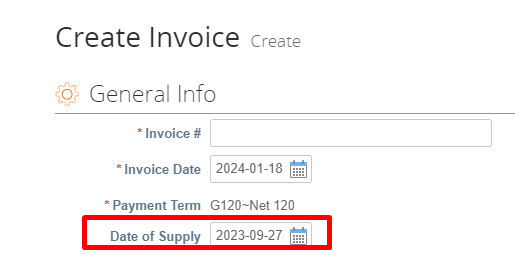 Create Invoice Create
General Info
* Invoice #
* Invoice Date 2024-01-18
* Payment Term G120~Net 120
Date of Supply 2023-09-27